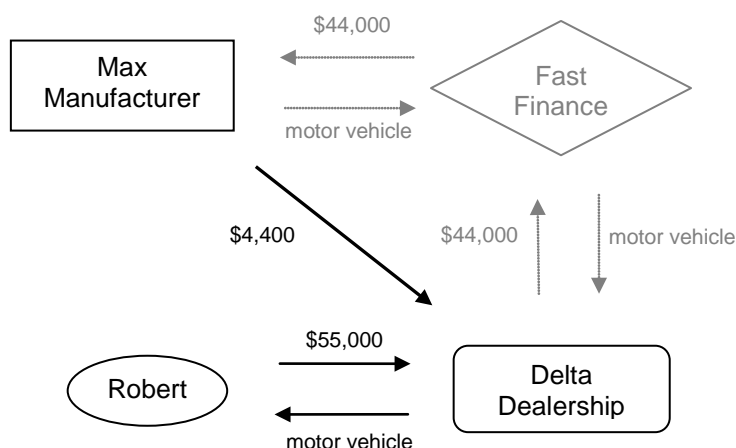 $44,000
Max
Manufacturer
Fast
Finance
motor vehicle
$4,400
$44,000
motor vehicle
$55,000
Robert
Delta
Dealership
motor vehicle